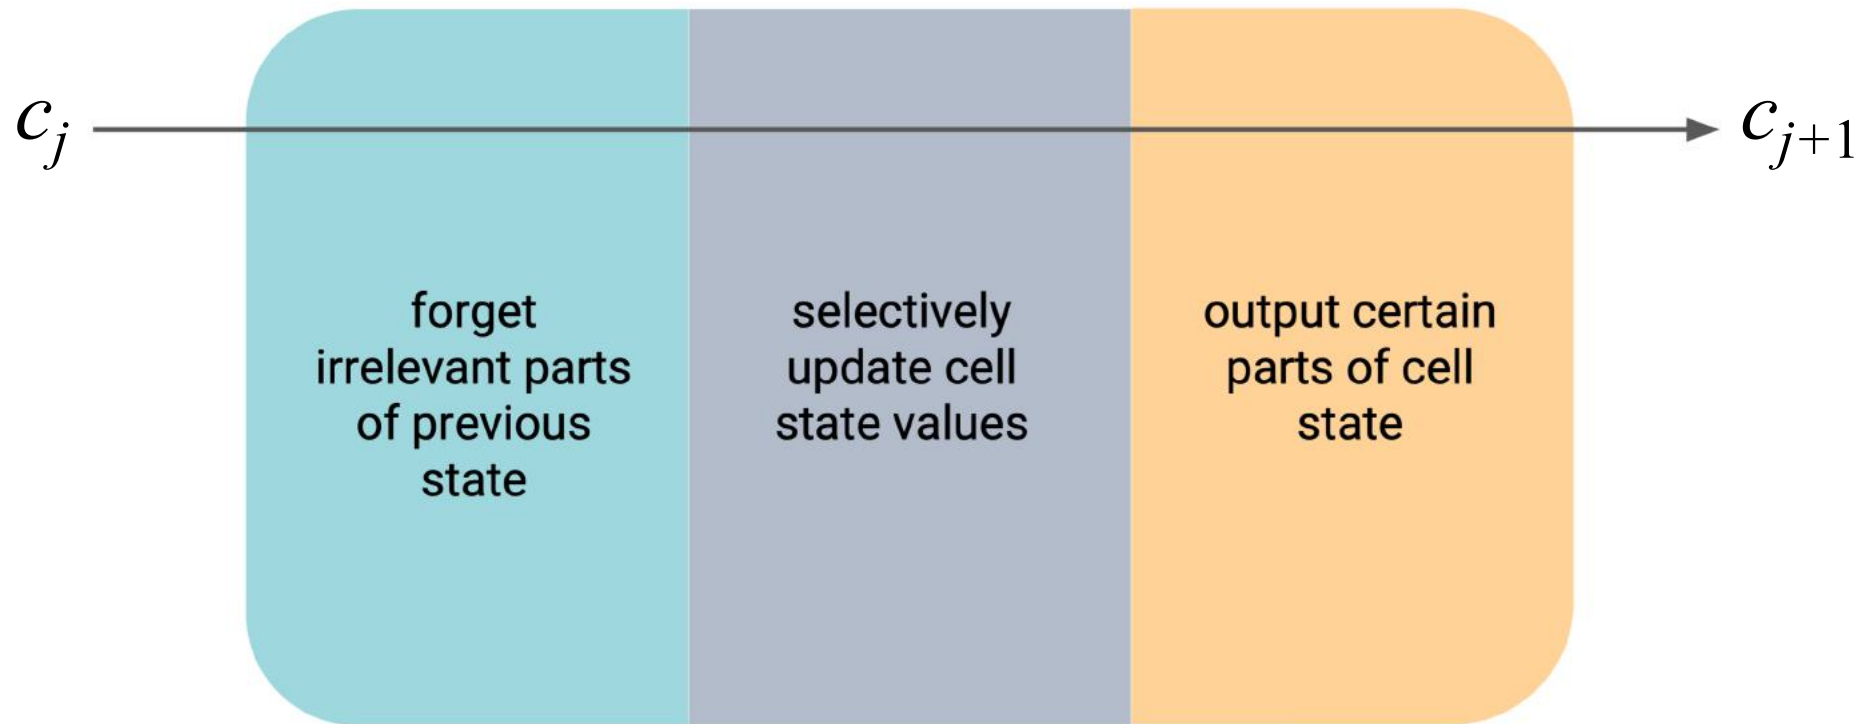 c_j
c_{j+1}
forget
irrelevant parts
of previous
state
selectively
update cell
state values
output certain
parts of cell
state